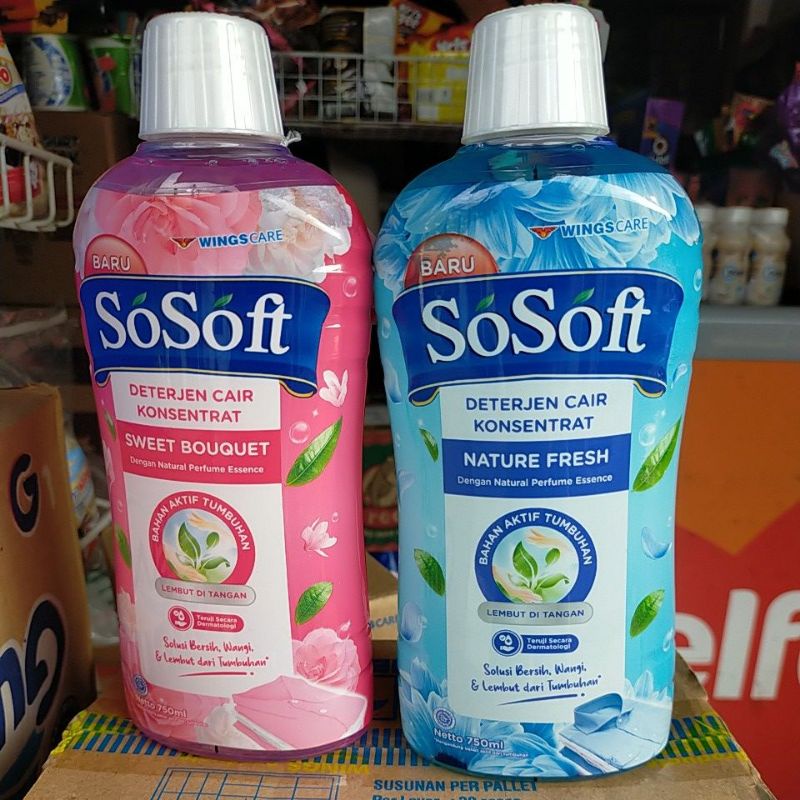 WINGSCARE
BARU
SoSoft
DETERJEN CAIR
KONSENTRAT
SWEET BOUQUET
Dengan Natural Perfume Essence
BAHAN AKTIF TUMBUHAN
LEMBUT DI TANGAN
Teruji Secara
Dermatologi
Solusi Bersih, Wangi,
& Lembut dari Tumbuhan*
Netto 750ml
WINGSCARE
BARU
SoSoft
DETERJEN CAIR
KONSENTRAT
NATURE FRESH
Dengan Natural Perfume Essence
BAHAN AKTIF TUMBUHAN
LEMBUT DI TANGAN
Teruji Secara
Dermatologi
Solusi Bersih, Wangi,
& Lembut dari Tumbuhan*
Netto 750ml
G
elf
SUSUNAN PER PALLET